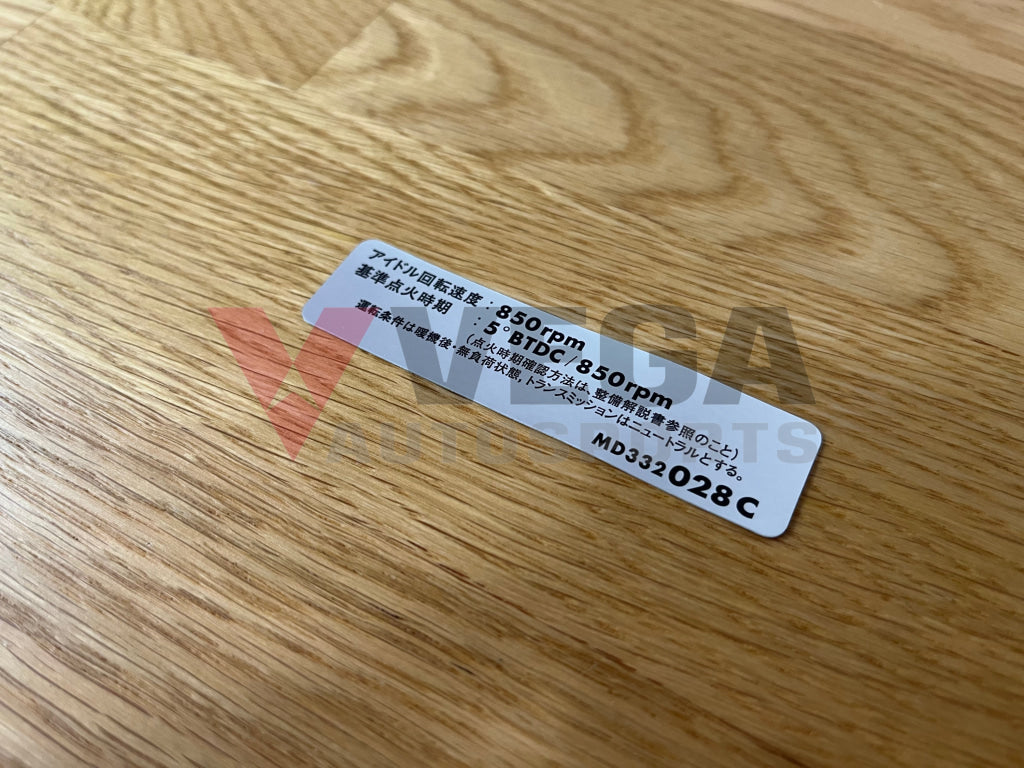 アイドル回転速度：850rpm
基準点火時期　：5°BTDC/850rpm
(点火時期確認方法は、整備解説書参照のこと)
運転条件は暖機後・無負荷状態,トランスミッションはニュートラルとする。
MD332028C
VEGA
AUTOSPORTS